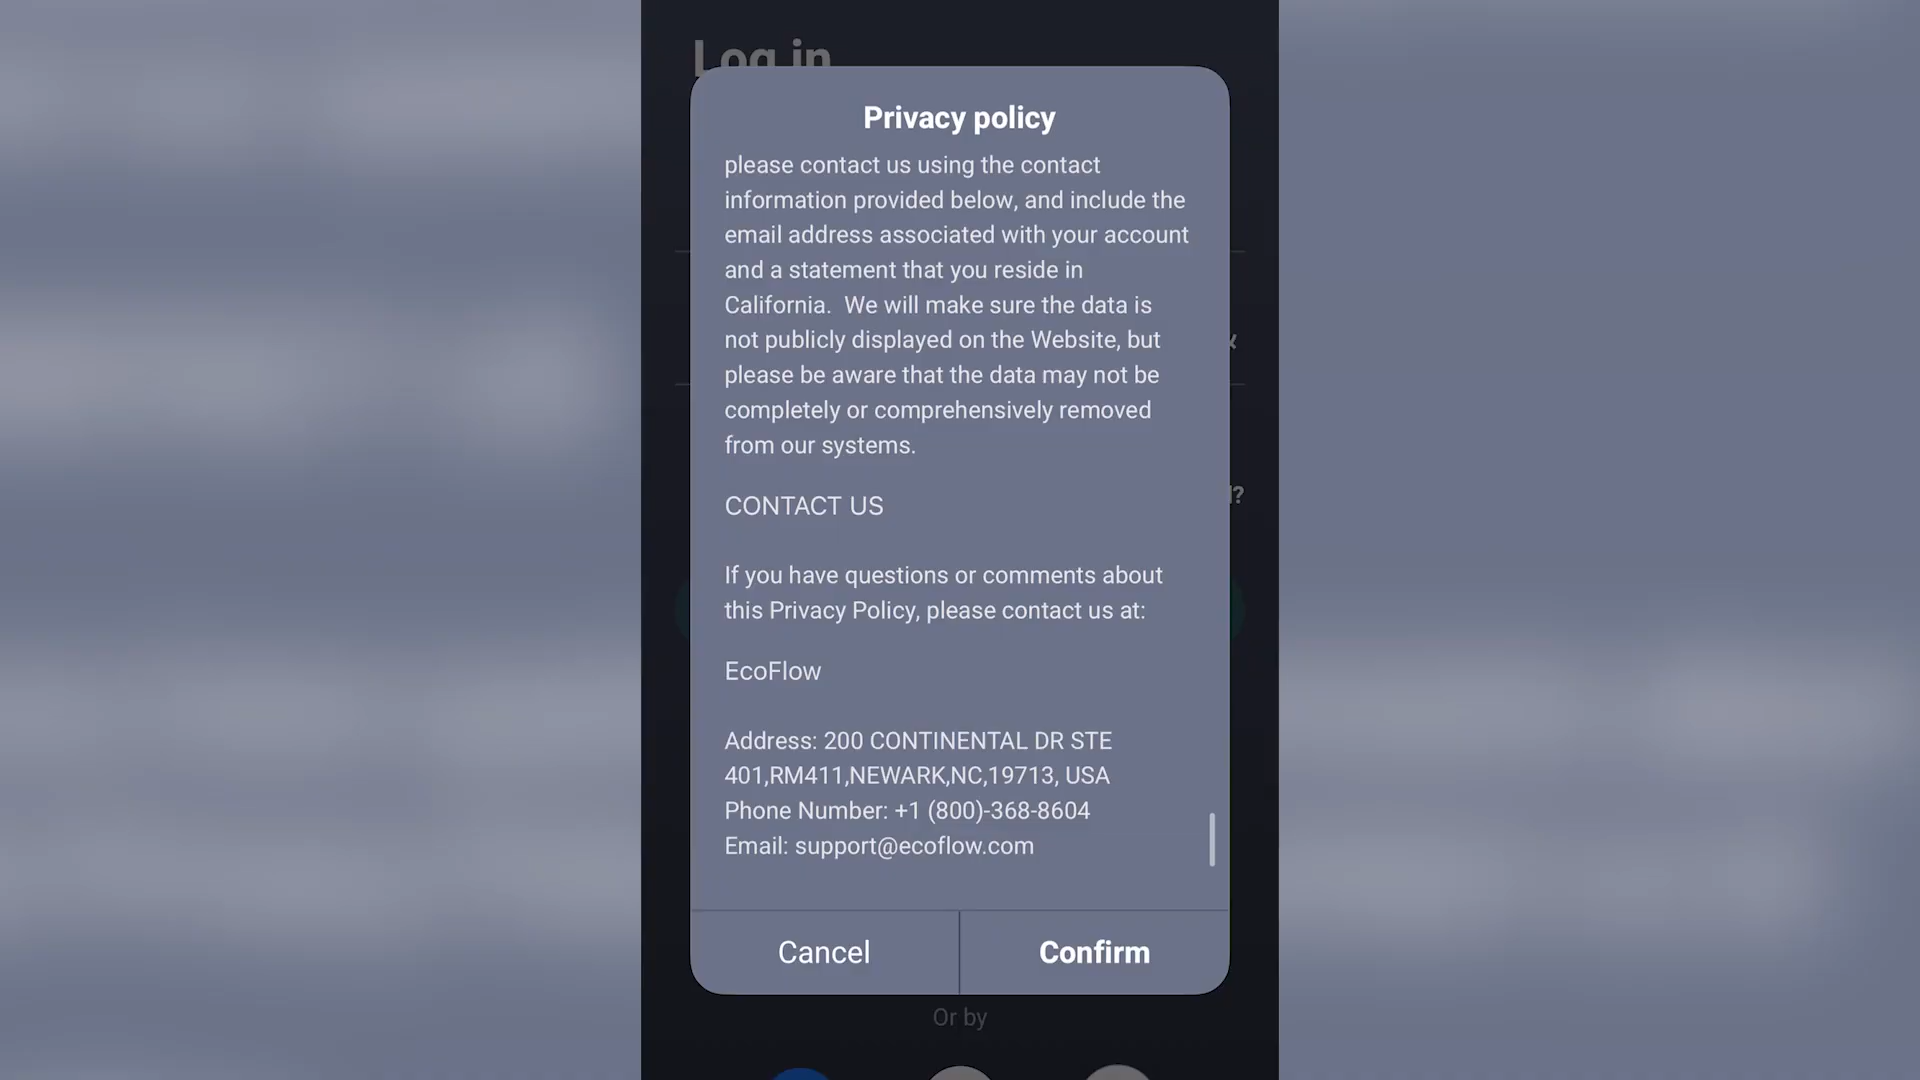 Log in
Privacy policy
please contact us using the contact
information provided below, and include the
email address associated with your account
and a statement that you reside in
California.  We will make sure the data is
not publicly displayed on the Website, but
please be aware that the data may not be
completely or comprehensively removed
from our systems.
CONTACT US
If you have questions or comments about
this Privacy Policy, please contact us at:
EcoFlow
Address: 200 CONTINENTAL DR STE
401,RM411,NEWARK,NC,19713, USA
Phone Number: +1 (800)-368-8604
Email: support@ecoflow.com
Cancel
Confirm
Or by